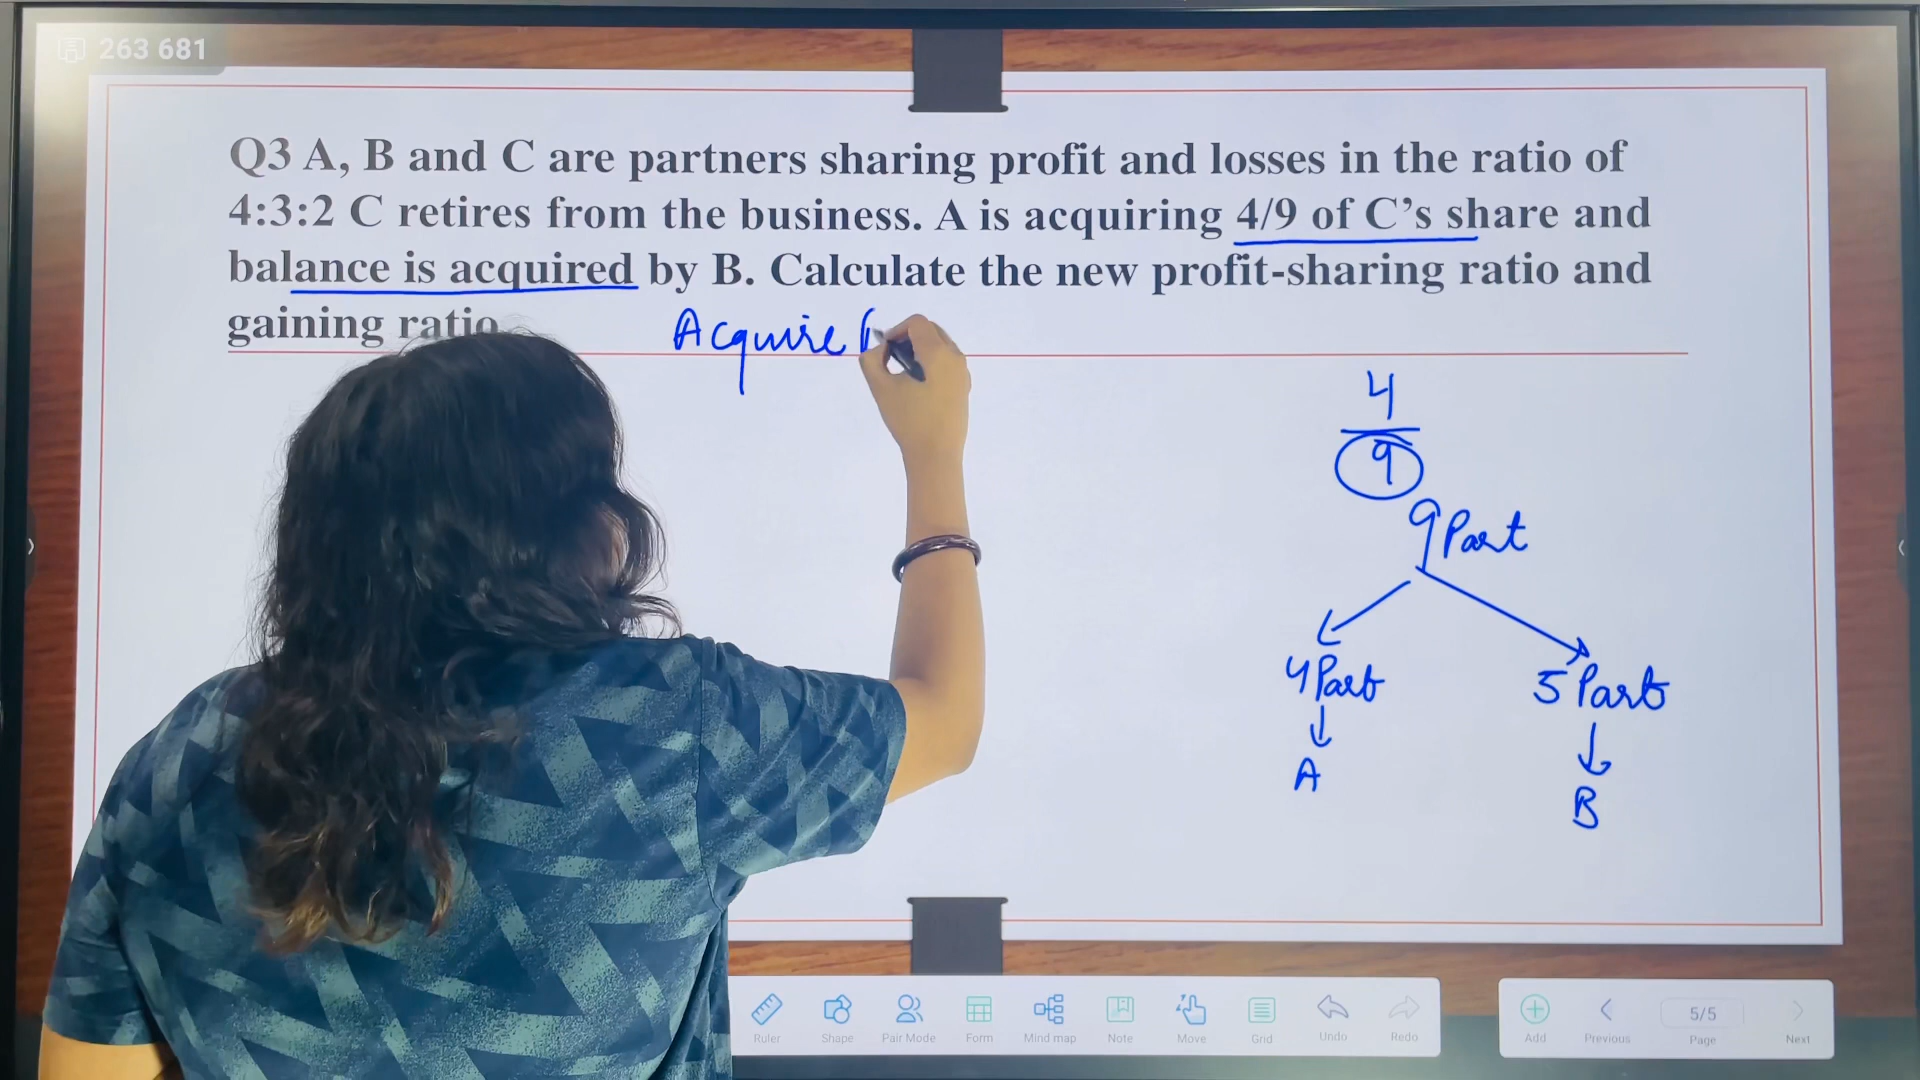 263 681
Q3 A, B and C are partners sharing profit and losses in the ratio of
4:3:2 C retires from the business. A is acquiring 4/9 of C's share and
balance is acquired by B. Calculate the new profit-sharing ratio and
gaining ratio
Acquire
4
9
9 Part
4 Part
5 Part
A
B
Ruler Shape Pair Mode Form Mind map Note Move Grid Undo Redo
Add Previous 5/5 Page Next